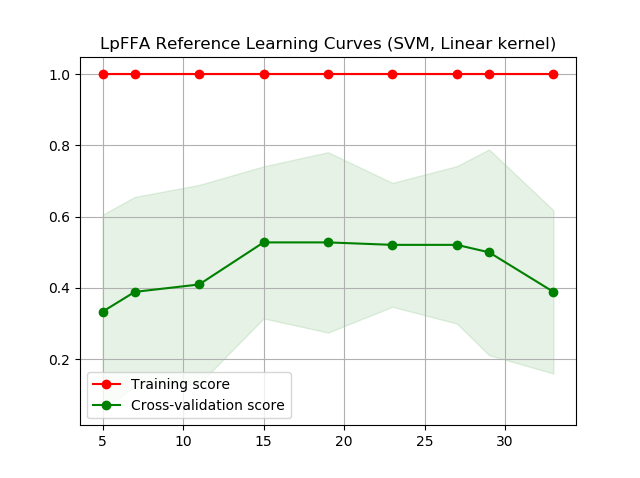 LpFFA Reference Learning Curves (SVM, Linear kernel)
1.0
0.8
0.6
0.4
0.2
Training score
Cross-validation score
5 10 15 20 25 30